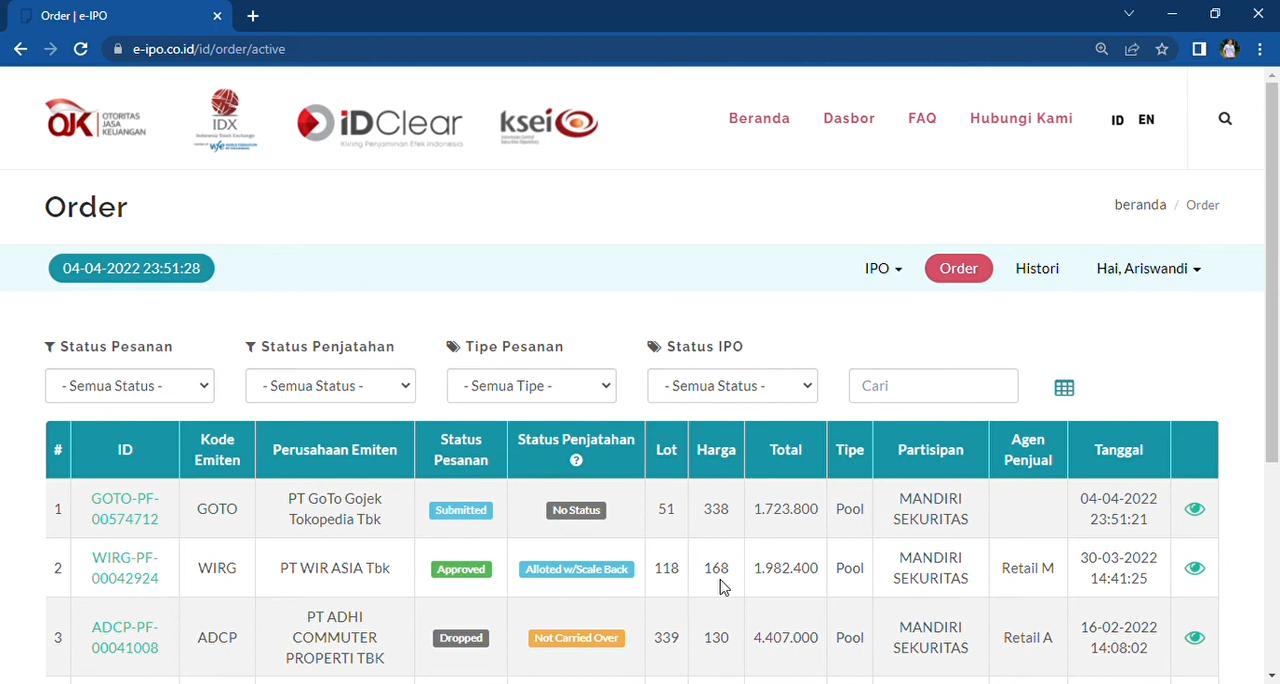 Order | e-IPO
e-ipo.co.id/id/order/active
OJK OTORITAS JASA KEUANGAN
IDX
Indonesia Stock Exchange
iDClear
Kliring Penjaminan Efek Indonesia
ksei
Beranda Dasbor FAQ Hubungi Kami ID EN
Order
beranda / Order
04-04-2022 23:51:28
IPO Order Histori Hai, Ariswandi
Status Pesanan Status Penjatahan Tipe Pesanan Status IPO
- Semua Status - - Semua Status - - Semua Tipe - - Semua Status - Cari
# ID Kode Emiten Perusahaan Emiten Status Pesanan Status Penjatahan ? Lot Harga Total Tipe Partisipan Agen Penjual Tanggal
1 GOTO-PF-00574712 GOTO PT GoTo Gojek Tokopedia Tbk Submitted No Status 51 338 1.723.800 Pool MANDIRI SEKURITAS 04-04-2022 23:51:21
2 WIRG-PF-00042924 WIRG PT WIR ASIA Tbk Approved Alloted w/Scale Back 118 168 1.982.400 Pool MANDIRI SEKURITAS Retail M 30-03-2022 14:41:25
3 ADCP-PF-00041008 ADCP PT ADHI COMMUTER PROPERTI TBK Dropped Not Carried Over 339 130 4.407.000 Pool MANDIRI SEKURITAS Retail A 16-02-2022 14:08:02